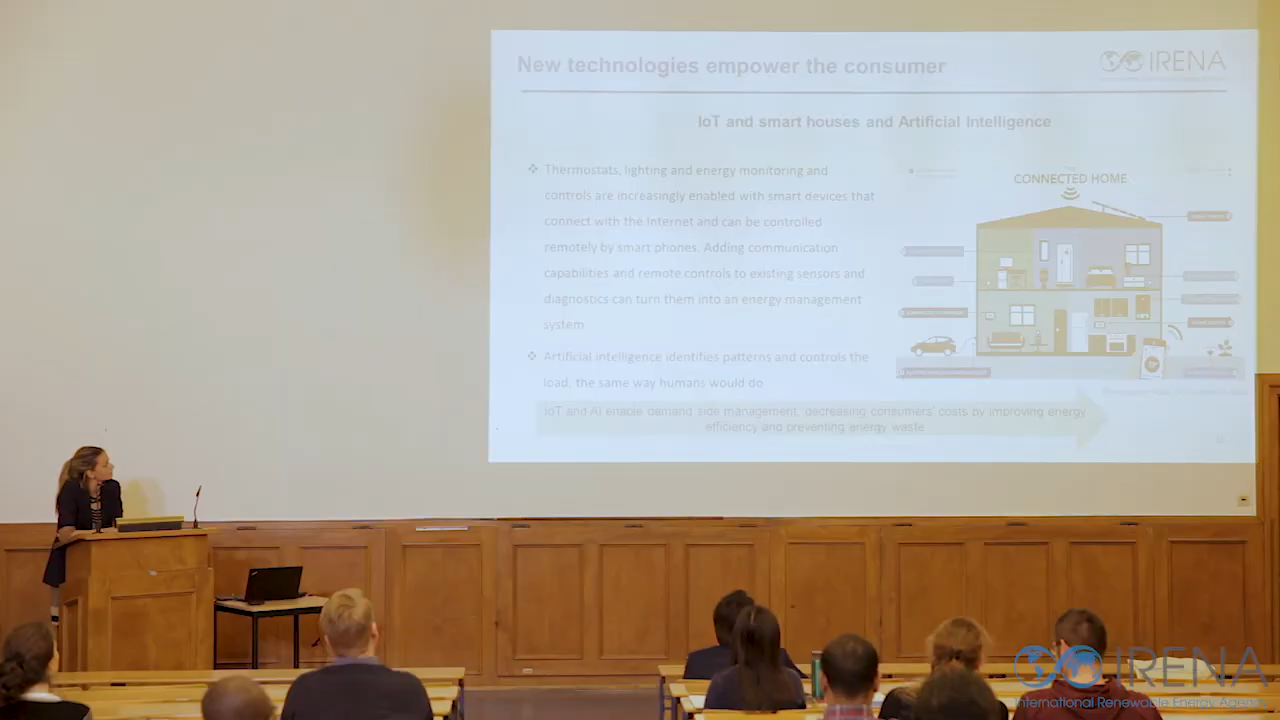 New technologies empower the consumer
IRENA
IoT and smart houses and Artificial Intelligence
❖ Thermostats, lighting and energy monitoring and
controls are increasingly enabled with smart devices that
connect with the Internet and can be controlled
remotely by smart phones. Adding communication
capabilities and remote controls to existing sensors and
diagnostics can turn them into an energy management
system
❖ Artificial intelligence identifies patterns and controls the
load, the same way humans would do
CONNECTED HOME
IoT and AI enable demand side management, decreasing consumers' costs by improving energy
efficiency and preventing energy waste
IRENA
International Renewable Energy Agency